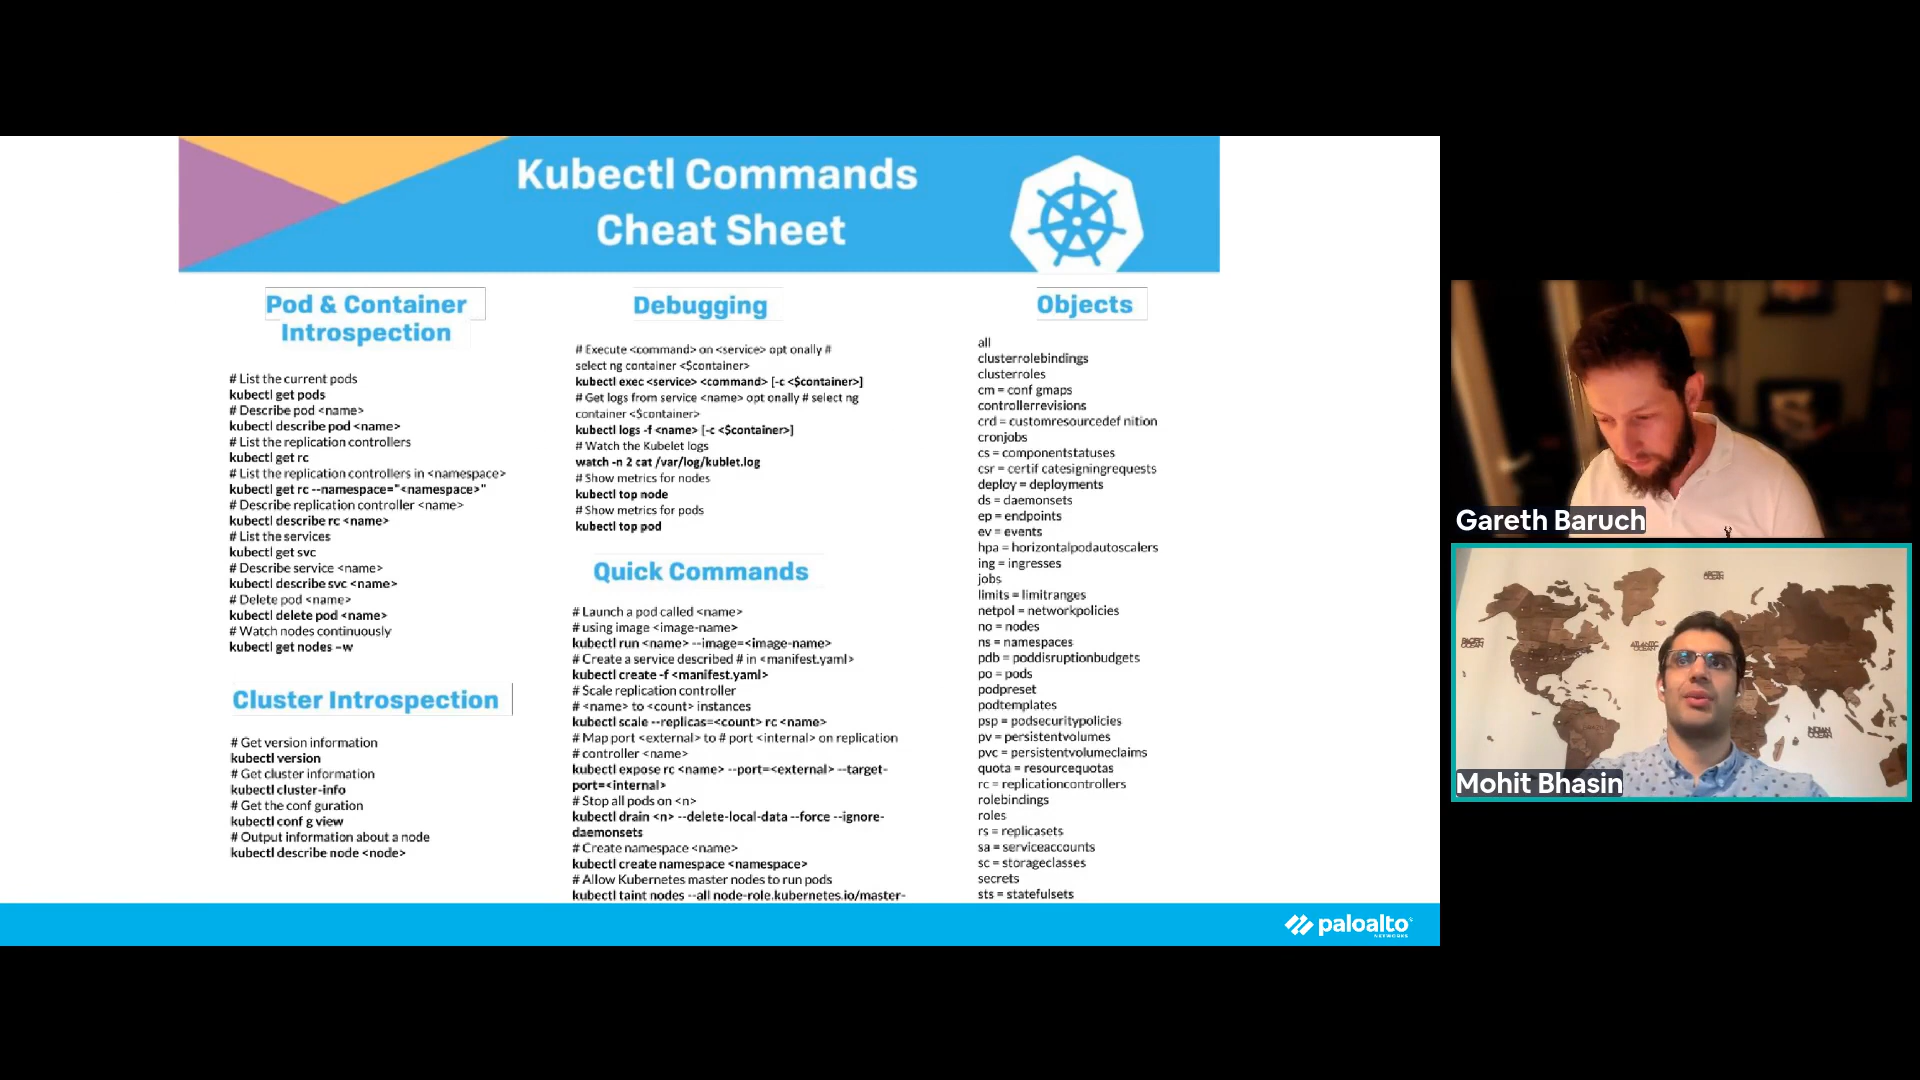 Kubectl Commands
Cheat Sheet
Pod & Container
Introspection
# List the current pods
kubectl get pods
# Describe pod <name>
kubectl describe pod <name>
# List the replication controllers
kubectl get rc
# List the replication controllers in <namespace>
kubectl get rc --namespace="<namespace>"
# Describe replication controller <name>
kubectl describe rc <name>
# List the services
kubectl get svc
# Describe service <name>
kubectl describe svc <name>
# Delete pod <name>
kubectl delete pod <name>
# Watch nodes continuously
kubectl get nodes –w
Cluster Introspection
# Get version information
kubectl version
# Get cluster information
kubectl cluster-info
# Get the conf guration
kubectl conf g view
# Output information about a node
kubectl describe node <node>
Debugging
# Execute <command> on <service> opt onally #
select ng container <$container>
kubectl exec <service> <command> [-c <$container>]
# Get logs from service <name> opt onally # select ng
container <$container>
kubectl logs -f <name> [-c <$container>]
# Watch the Kubelet logs
watch -n 2 cat /var/log/kublet.log
# Show metrics for nodes
kubectl top node
# Show metrics for pods
kubectl top pod
Quick Commands
# Launch a pod called <name>
# using image <image-name>
kubectl run <name> --image=<image-name>
# Create a service described # in <manifest.yaml>
kubectl create -f <manifest.yaml>
# Scale replication controller
# <name> to <count> instances
kubectl scale --replicas=<count> rc <name>
# Map port <external> to # port <internal> on replication
# controller <name>
kubectl expose rc <name> --port=<external> --target-
port=<internal>
# Stop all pods on <n>
kubectl drain <n> --delete-local-data --force --ignore-
daemonsets
# Create namespace <name>
kubectl create namespace <namespace>
# Allow Kubernetes master nodes to run pods
kubectl taint nodes --all node-role.kubernetes.io/master-
Objects
all
clusterrolebindings
clusterroles
cm = conf gmaps
controllerrevisions
crd = customresourcedef nition
cronjobs
cs = componentstatuses
csr = certif catesigningrequests
deploy = deployments
ds = daemonsets
ep = endpoints
ev = events
hpa = horizontalpodautoscalers
ing = ingresses
jobs
limits = limitranges
netpol = networkpolicies
no = nodes
ns = namespaces
pdb = poddisruptionbudgets
po = pods
podpreset
podtemplates
psp = podsecuritypolicies
pv = persistentvolumes
pvc = persistentvolumeclaims
quota = resourcequotas
rc = replicationcontrollers
rolebindings
roles
rs = replicasets
sa = serviceaccounts
sc = storageclasses
secrets
sts = statefulsets
paloalto
NETWORKS
Gareth Baruch
ARCTIC
OCEAN
PACIFIC
OCEAN
ATLANTIC
OCEAN
INDIAN
OCEAN
Mohit Bhasin